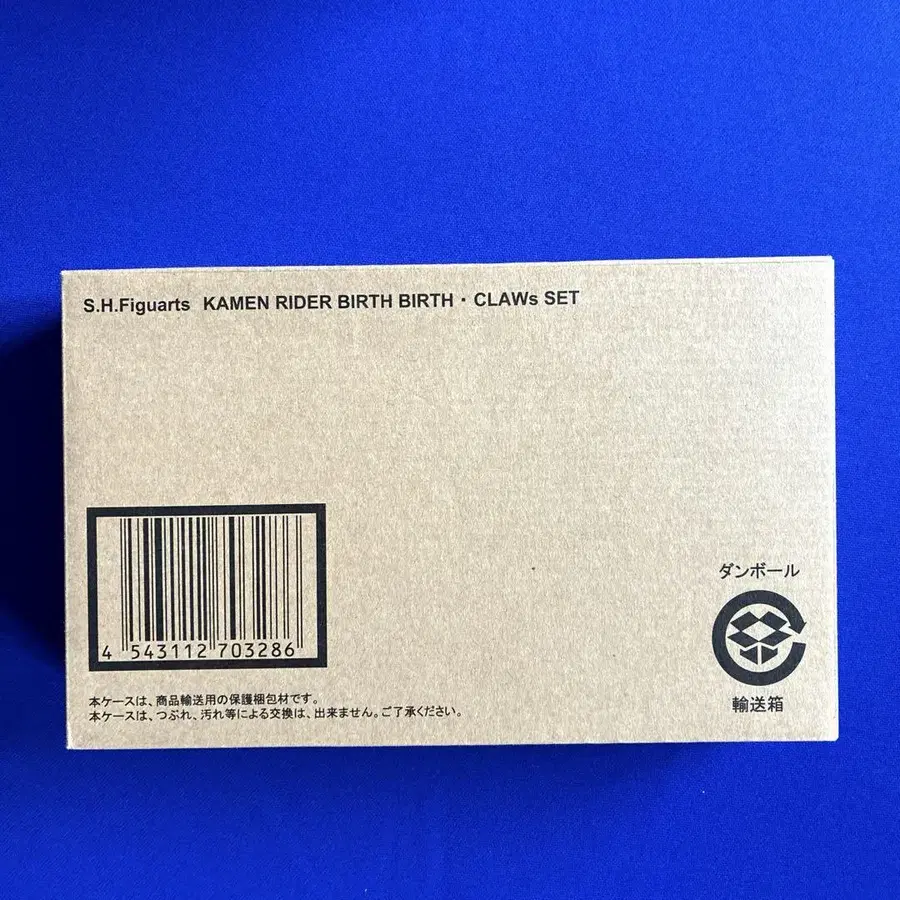 S.H.Figuarts KAMEN RIDER BIRTH BIRTH・CLAWs SET
4 543112 703286
本ケースは、商品輸送用の保護梱包材です。
本ケースは、つぶれ、汚れ等による交換は、出来ません。ご了承ください。
ダンボール
輸送箱